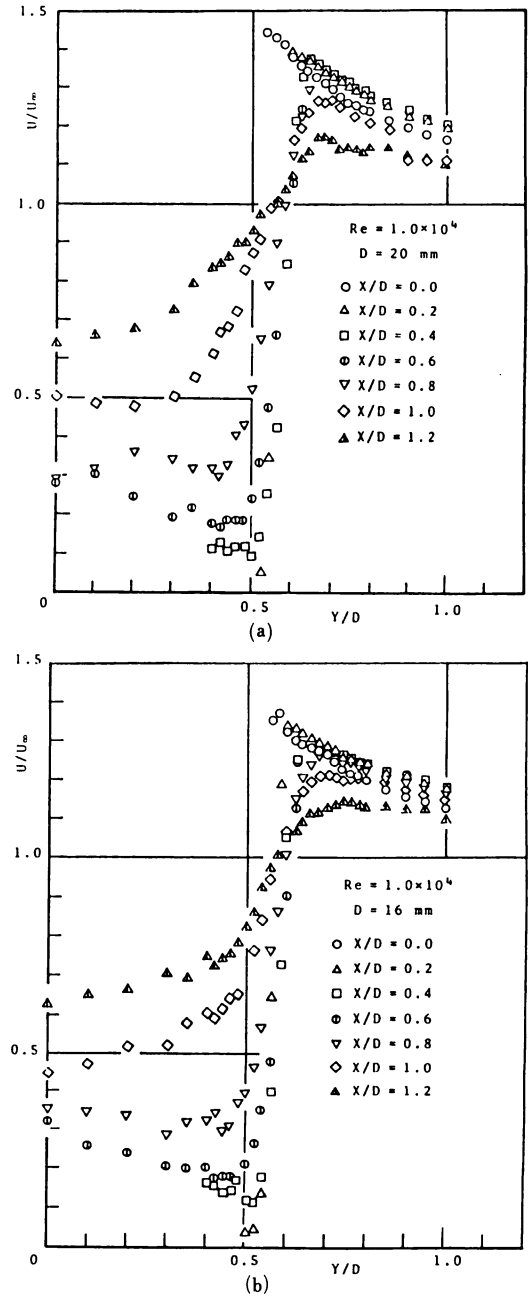 1.5
U/U∞
1.0
Re = 1.0×10⁴
D = 20 mm
X/D = 0.0
X/D = 0.2
X/D = 0.4
X/D = 0.6
0.5
X/D = 0.8
X/D = 1.0
X/D = 1.2
0
0.5
Y/D
1.0
(a)
1.5
U/U∞
1.0
Re = 1.0×10⁴
D = 16 mm
X/D = 0.0
X/D = 0.2
X/D = 0.4
0.5
X/D = 0.6
X/D = 0.8
X/D = 1.0
X/D = 1.2
0
0.5
Y/D
1.0
(b)